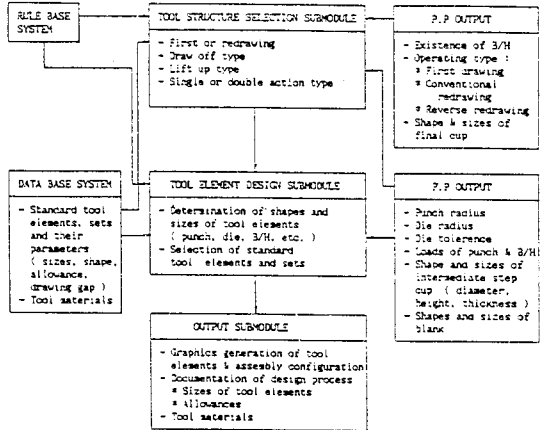 RULE BASE
SYSTEM
TOOL STRUCTURE SELECTION SUBMODULE
- First or redrawing
- Draw off type
- Lift up type
- Single or double action type
P.P OUTPUT
- Existence of B/H
- Operating type :
* First drawing
* Conventional
redrawing
* Reverse redrawing
- Shape & sizes of
final cup
DATA BASE SYSTEM
- Standard tool
elements, sets
and their
parameters
( sizes, shape,
allowance,
drawing gap )
- Tool materials
TOOL ELEMENT DESIGN SUBMODULE
- Determination of shapes and
sizes of tool elements
( punch, die, B/H, etc. )
- Selection of standard
tool elements and sets
P.P OUTPUT
- Punch radius
- Die radius
- Die tolerence
- Loads of punch & B/H
- Shape and sizes of
intermediate step
cup ( diameter,
height, thickness )
- Shapes and sizes of
blank
OUTPUT SUBMODULE
- Graphics generation of tool
elements & assembly configuration
- Documentation of design process
* Sizes of tool elements
* Allowances
- Tool materials